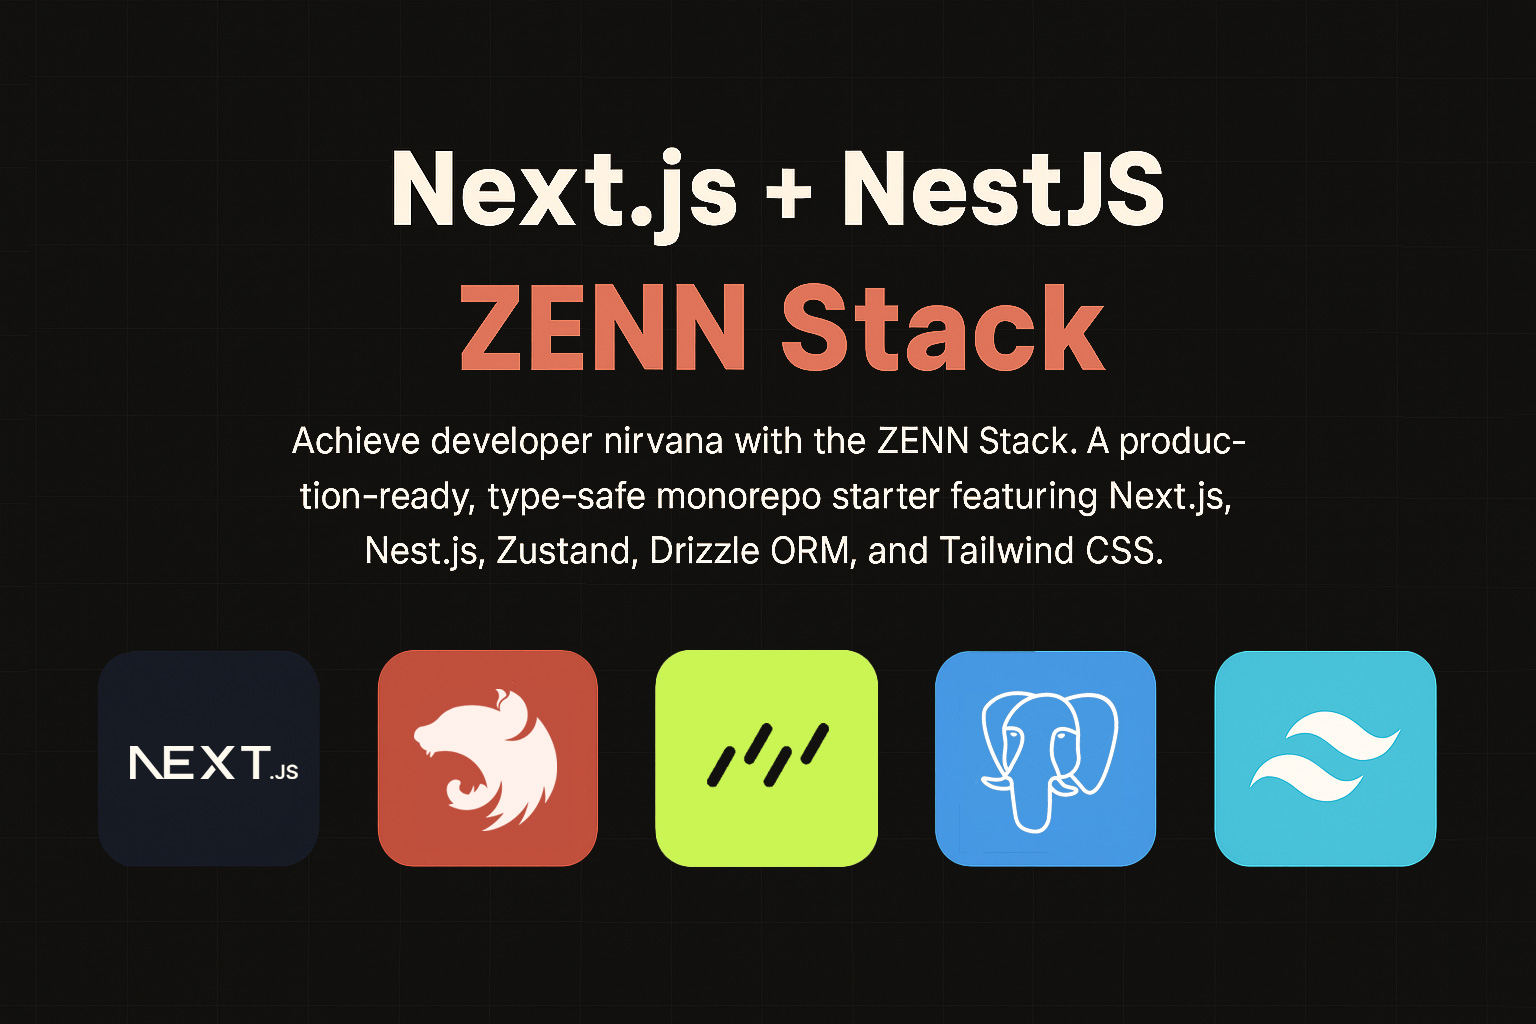 Next.js + NestJS
ZENN Stack
Achieve developer nirvana with the ZENN Stack. A produc-
tion-ready, type-safe monorepo starter featuring Next.js,
Nest.js, Zustand, Drizzle ORM, and Tailwind CSS.
NEXT.JS